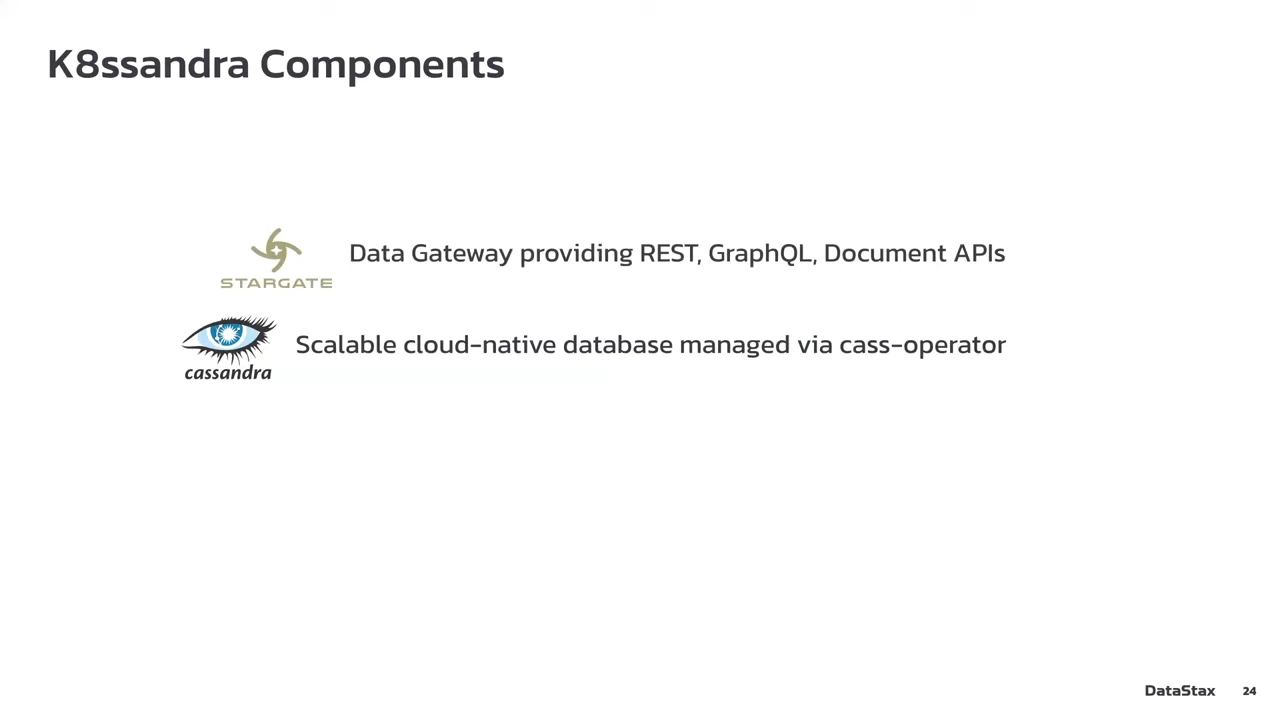 K8ssandra Components
Data Gateway providing REST, GraphQL, Document APIs
STARGATE
Scalable cloud-native database managed via cass-operator
cassandra
DataStax 24